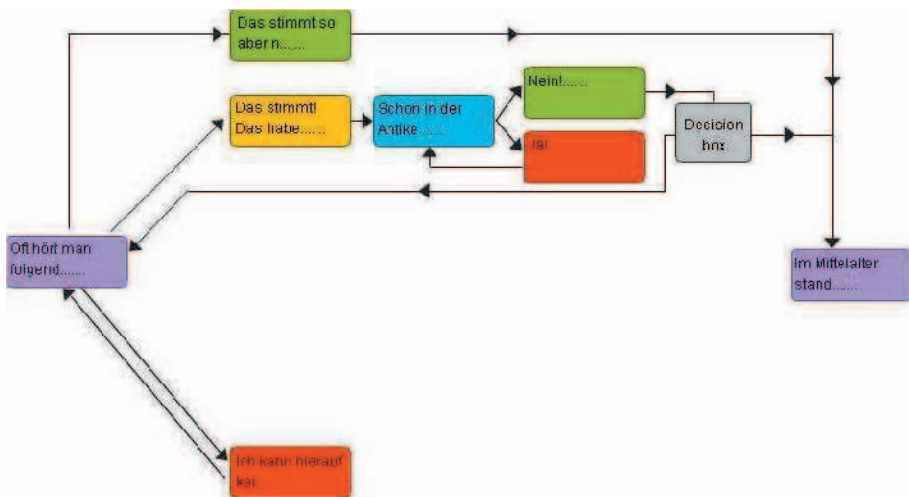 Das stimmt so
aber n......
Das stimmt!
Das habe......
Schon in der
Antike.......
Nein!......
Ja!
Decision
box
Oft hört man
folgend.......
Im Mittelalter
stand.......
Ich kann hierauf
kei